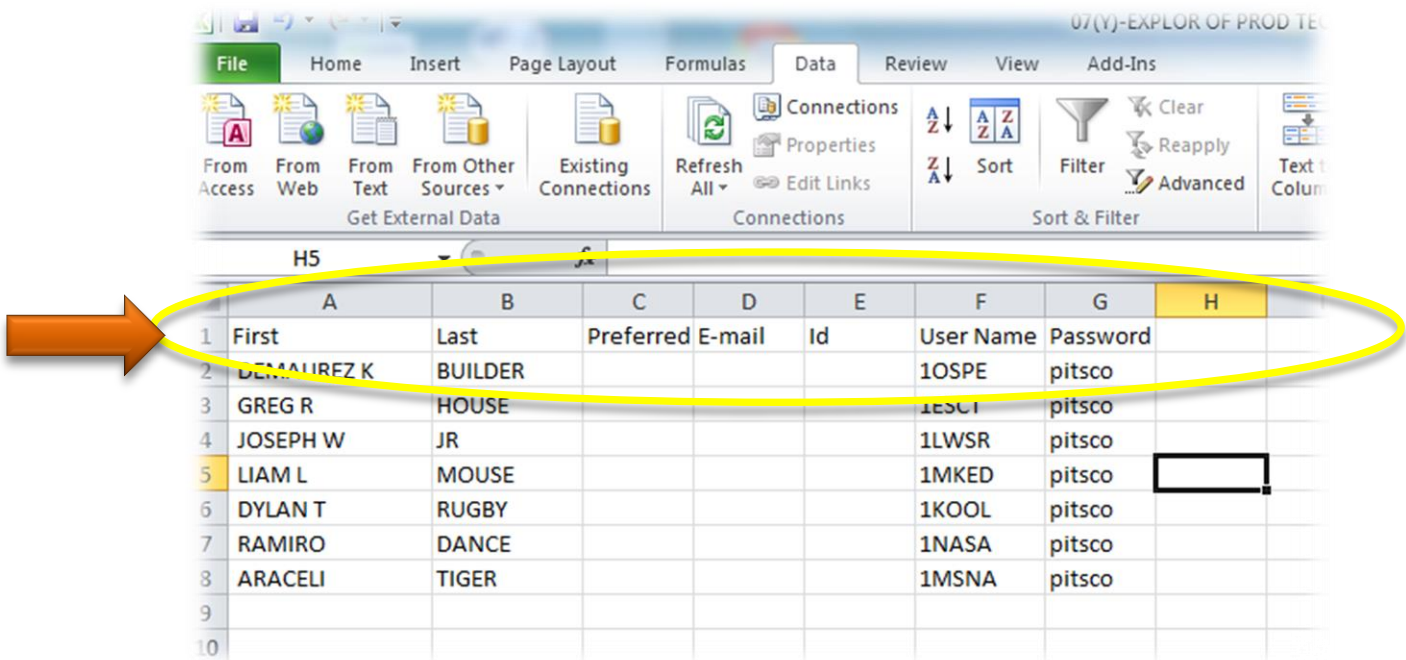 07(Y)-EXPLOR OF PROD TEC
File Home Insert Page Layout Formulas Data Review View Add-Ins
From Access From Web From Text From Other Sources Existing Connections Refresh All Connections Properties Edit Links A Z Z A A Z Z A Sort Filter Clear Reapply Advanced Text to Colum
Get External Data Connections Sort & Filter
H5 fx
A B C D E F G H
1 First Last Preferred E-mail Id User Name Password
2 DEMAUREZ K BUILDER 1OSPE pitsco
3 GREG R HOUSE 1ESCT pitsco
4 JOSEPH W JR 1LWSR pitsco
5 LIAM L MOUSE 1MKED pitsco
6 DYLAN T RUGBY 1KOOL pitsco
7 RAMIRO DANCE 1NASA pitsco
8 ARACELI TIGER 1MSNA pitsco
9
10